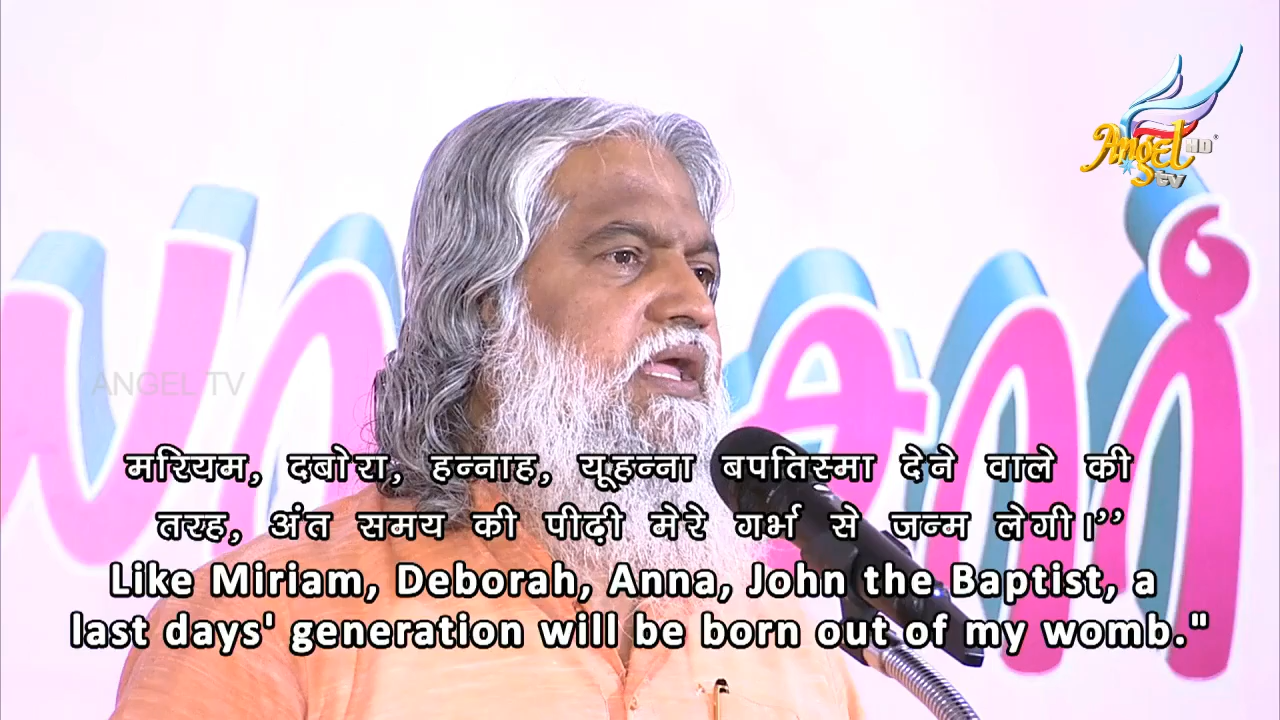 Angel HD
tv
ANGEL TV
मरियम, दबोरा, हन्नाह, यूहन्ना बपतिस्मा देने वाले की
तरह, अंत समय की पीढ़ी मेरे गर्भ से जन्म लेगी।”
Like Miriam, Deborah, Anna, John the Baptist, a
last days' generation will be born out of my womb."